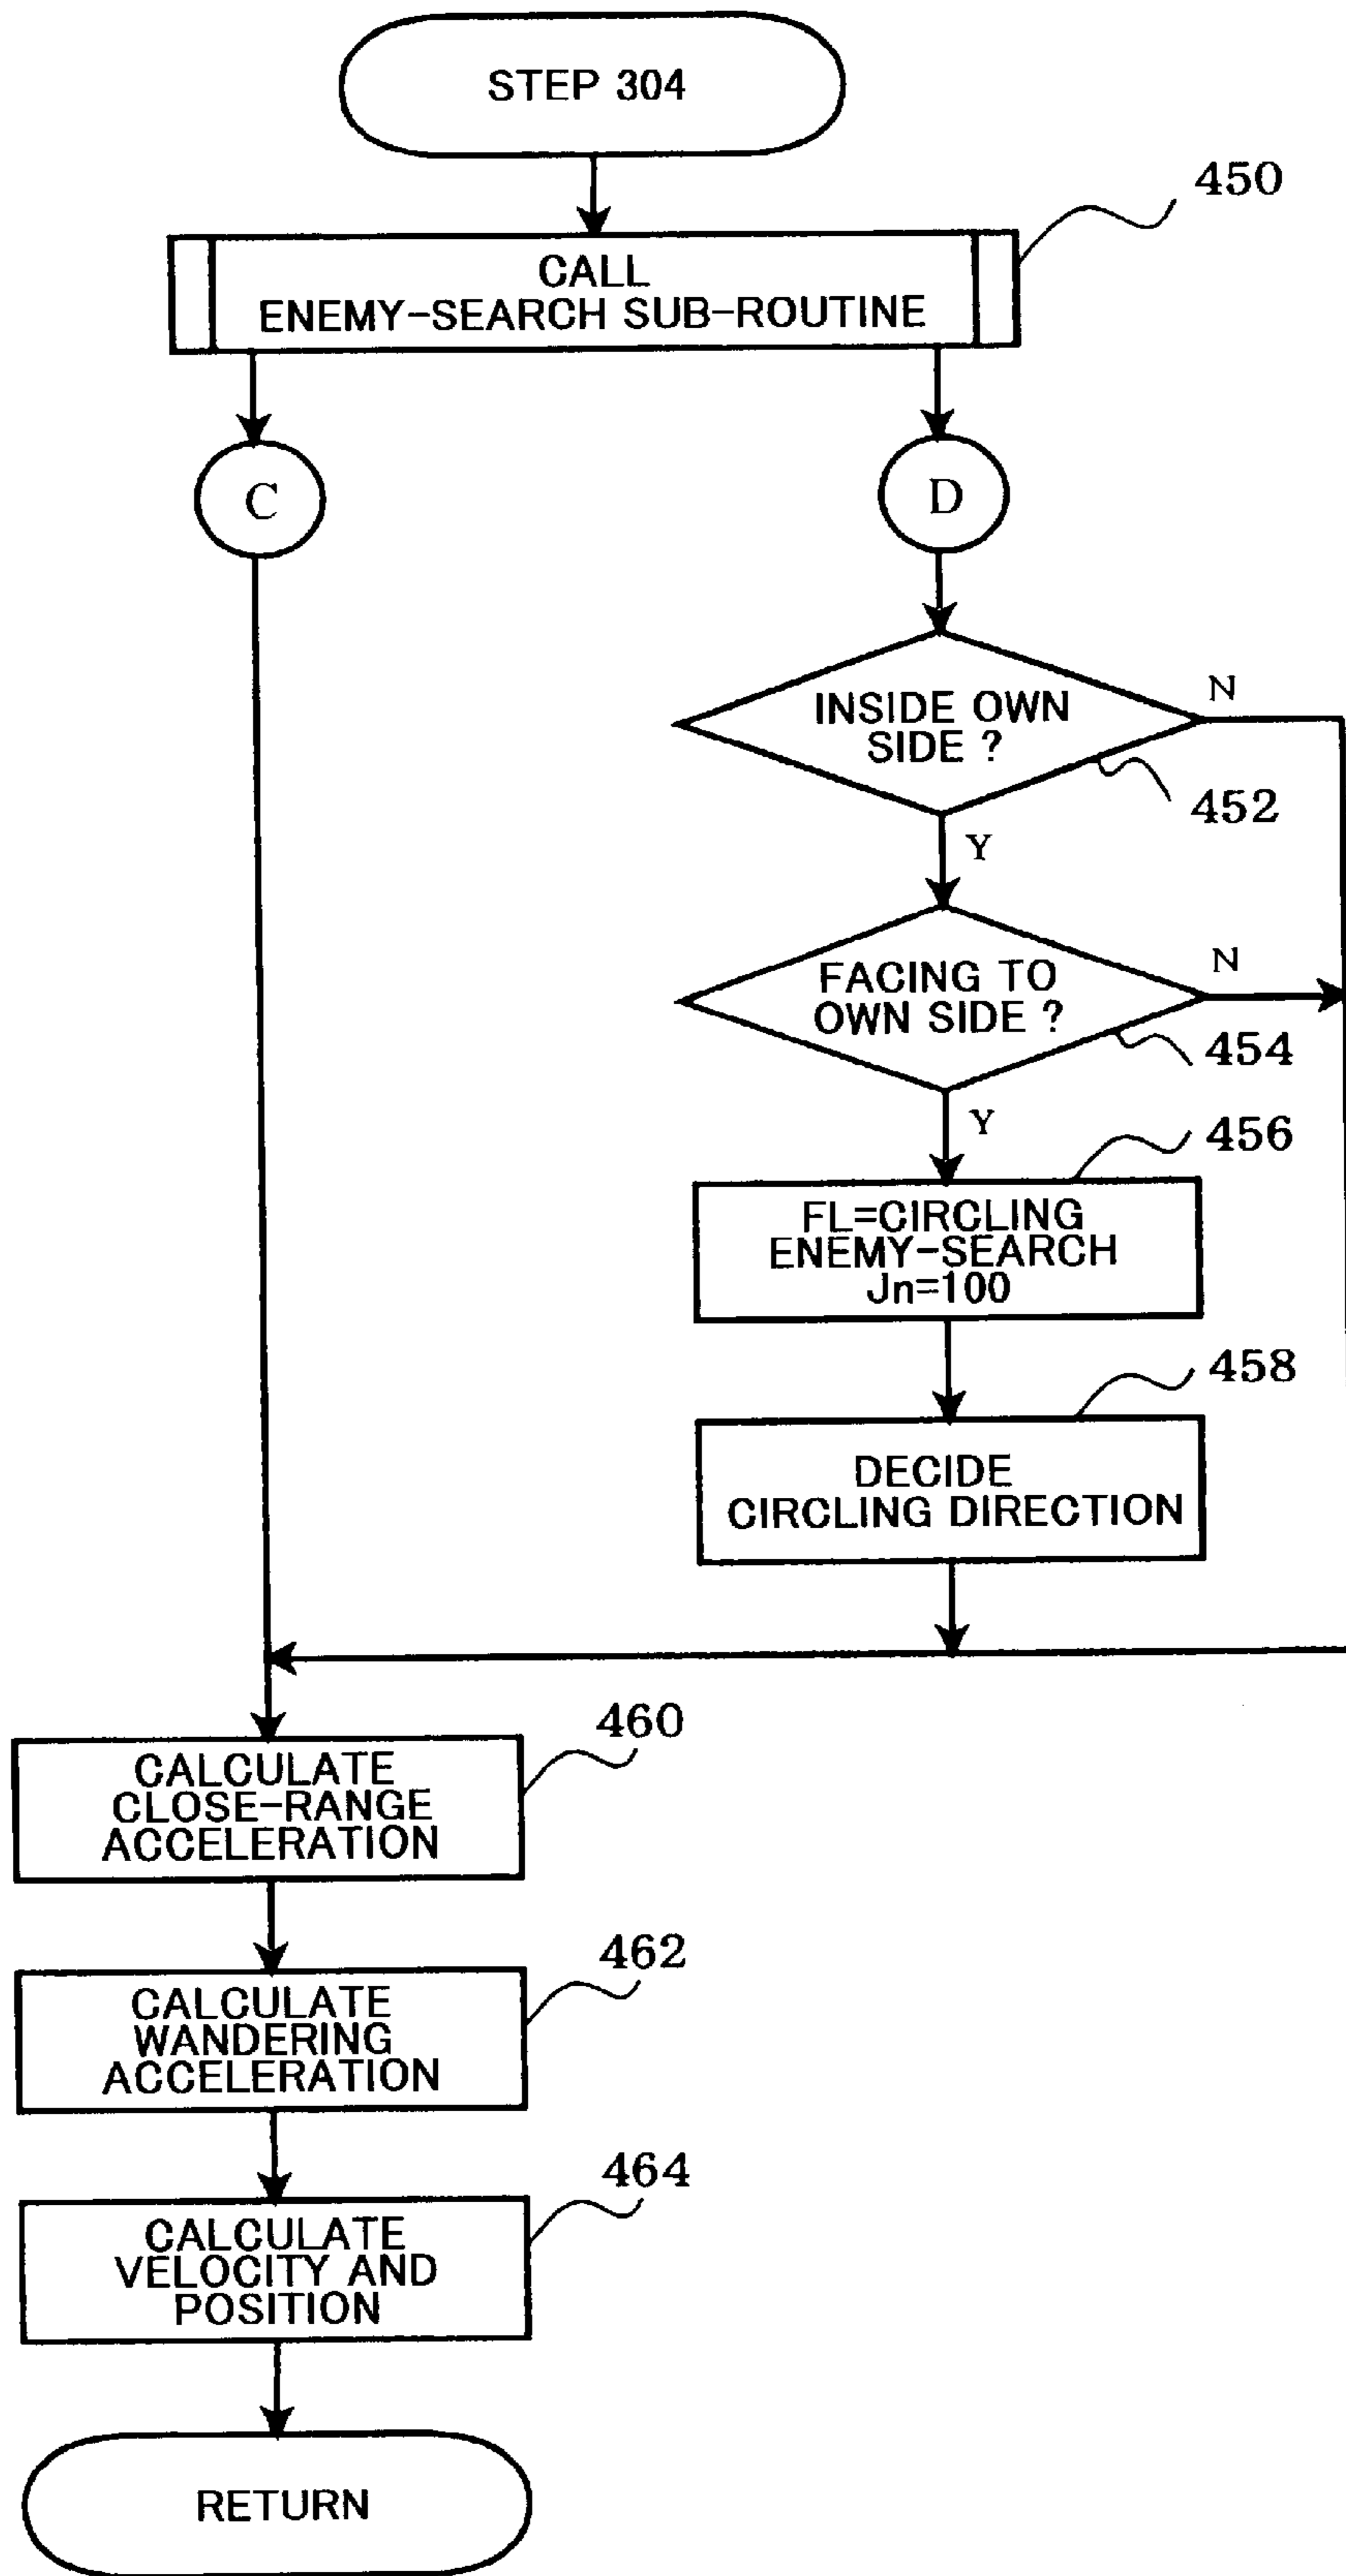 STEP 304
450
CALL
ENEMY-SEARCH SUB-ROUTINE
C
D
INSIDE OWN
SIDE ?
N
452
Y
FACING TO
OWN SIDE ?
N
454
Y
456
FL=CIRCLING
ENEMY-SEARCH
Jn=100
458
DECIDE
CIRCLING DIRECTION
460
CALCULATE
CLOSE-RANGE
ACCELERATION
462
CALCULATE
WANDERING
ACCELERATION
464
CALCULATE
VELOCITY AND
POSITION
RETURN